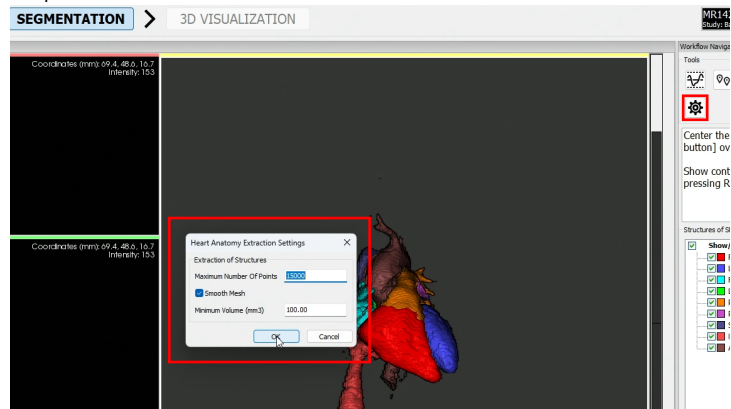 SEGMENTATION
3D VISUALIZATION
MR142
Study: Ba
Workflow Naviga
Tools
Coordinates (mm): 69.4, 48.6, 16.7
Intensity: 153
Center the
button] ov
Show cont
pressing R
Structures of S
Show/
Heart Anatomy Extraction Settings
Extraction of Structures
Maximum Number Of Points 15000
Smooth Mesh
Minimum Volume (mm3) 100.00
OK Cancel
Coordinates (mm): 69.4, 48.6, 16.7
Intensity: 153